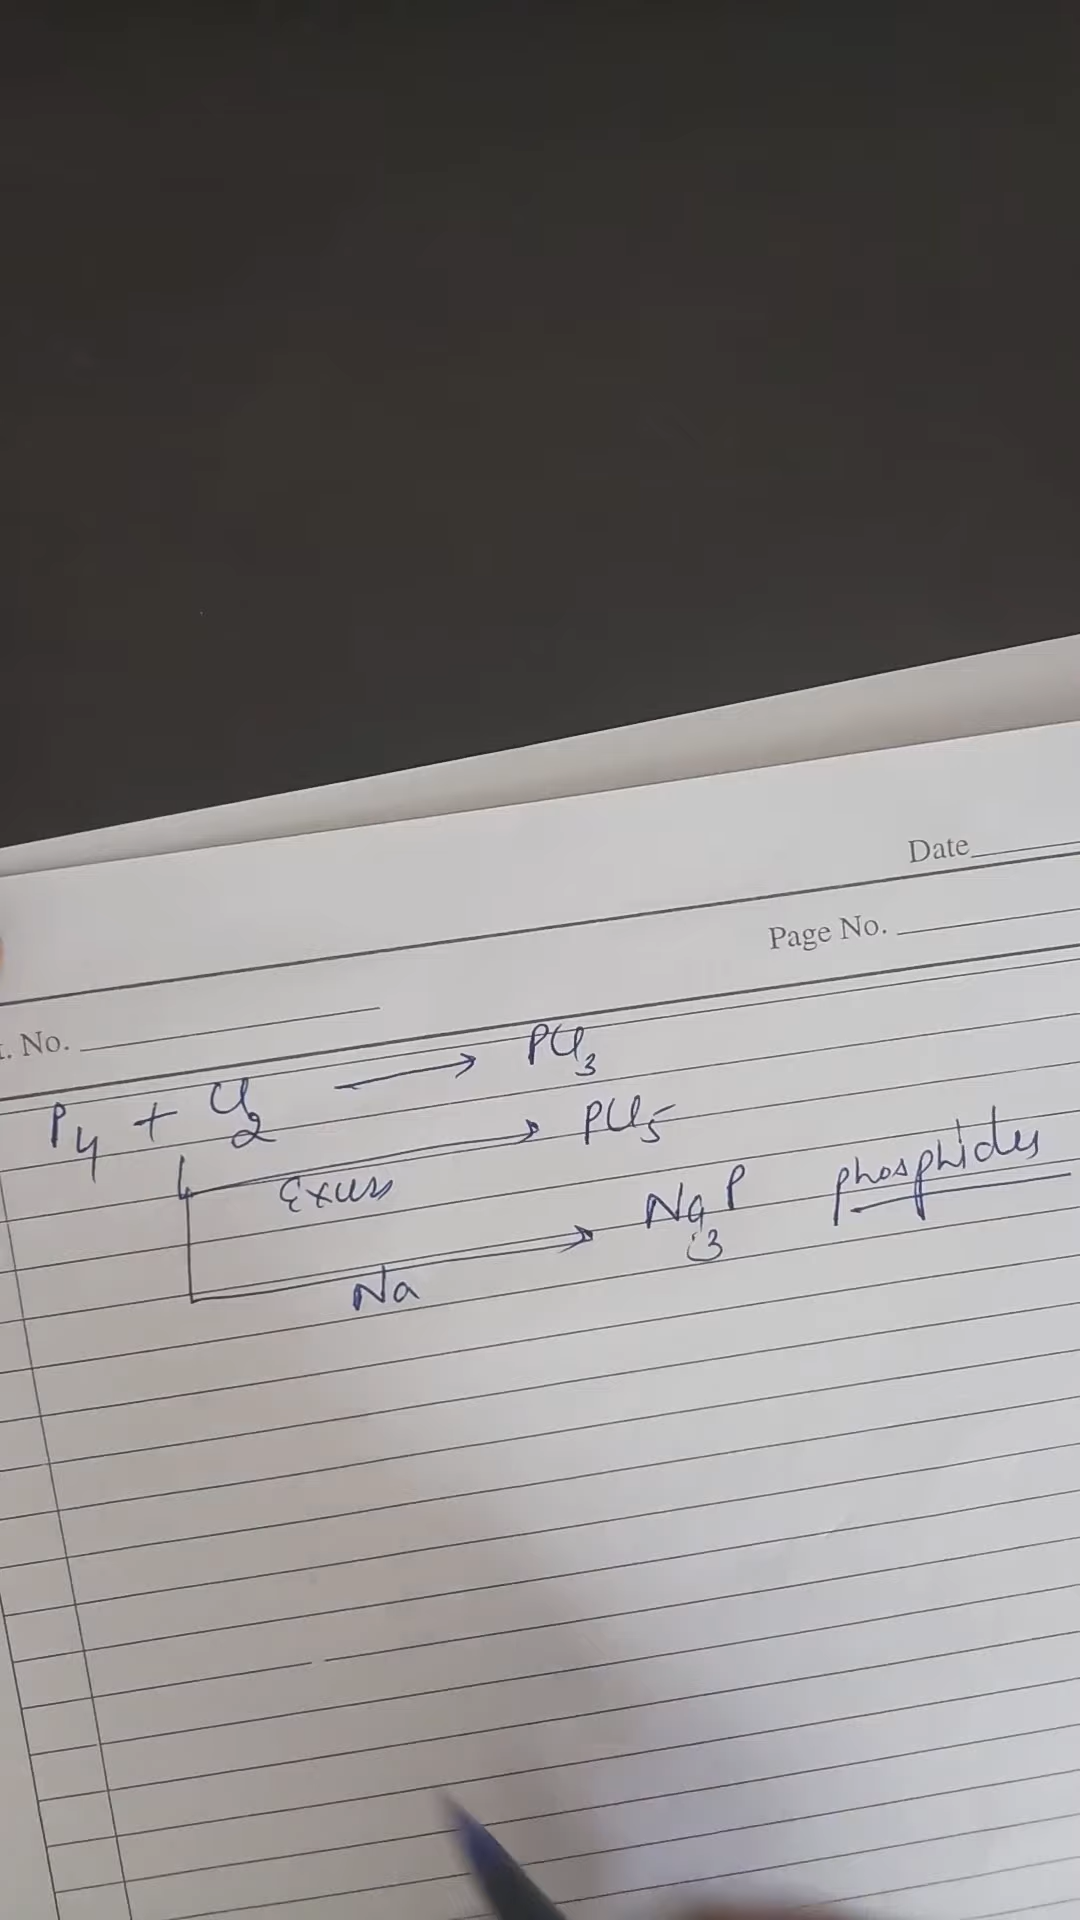 Date
Page No.
t. No.
P4 + Cl2 → PCl3
Excess → PCl5
Na → Na3P phosphides